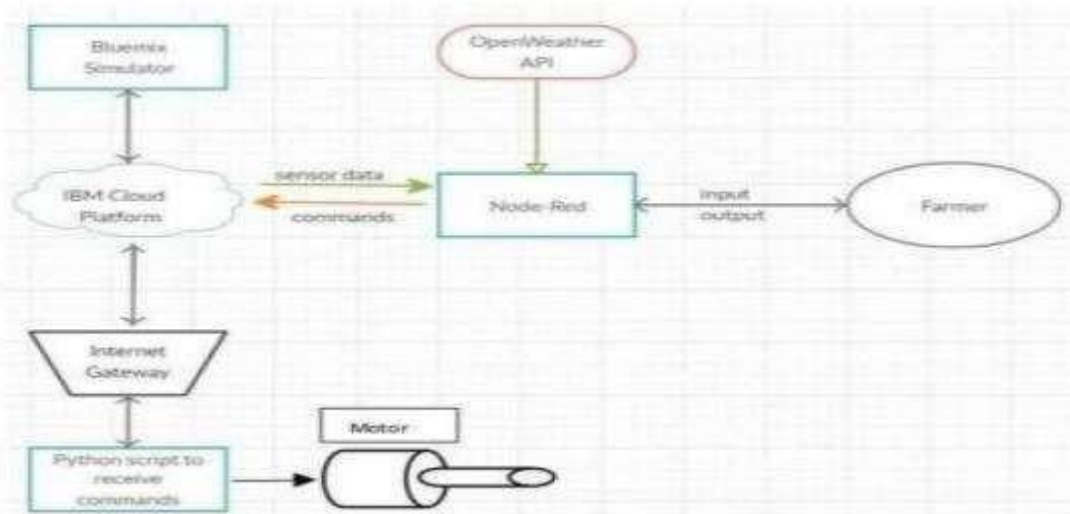 Bluemix
Simulator
OpenWeather
API
IBM Cloud
Platform
sensor data
commands
Node-Red
input
output
Farmer
Internet
Gateway
Motor
Python script to
receive
commands